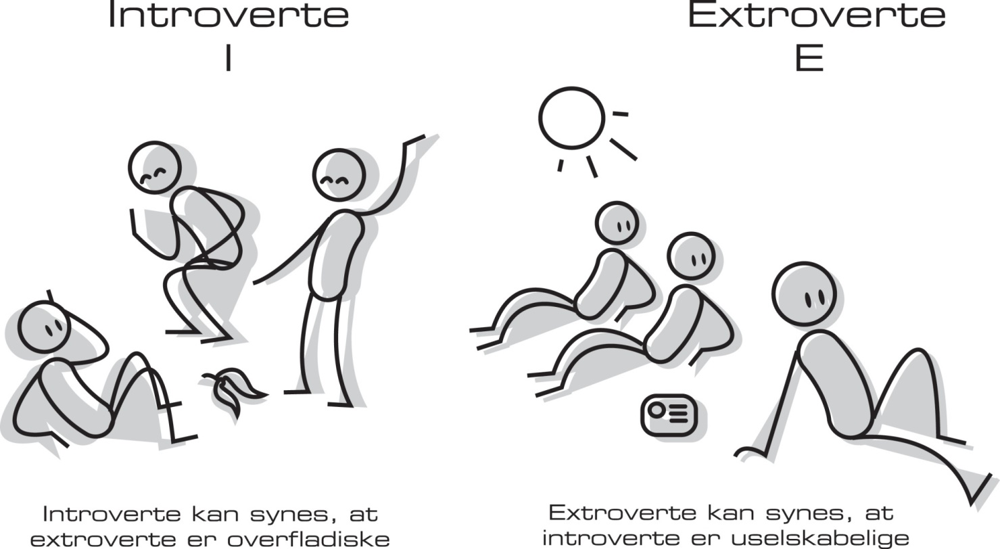 Introverte
I
Extroverte
E
Introverte kan synes, at
extroverte er overfladiske
Extroverte kan synes, at
introverte er uselskabelige